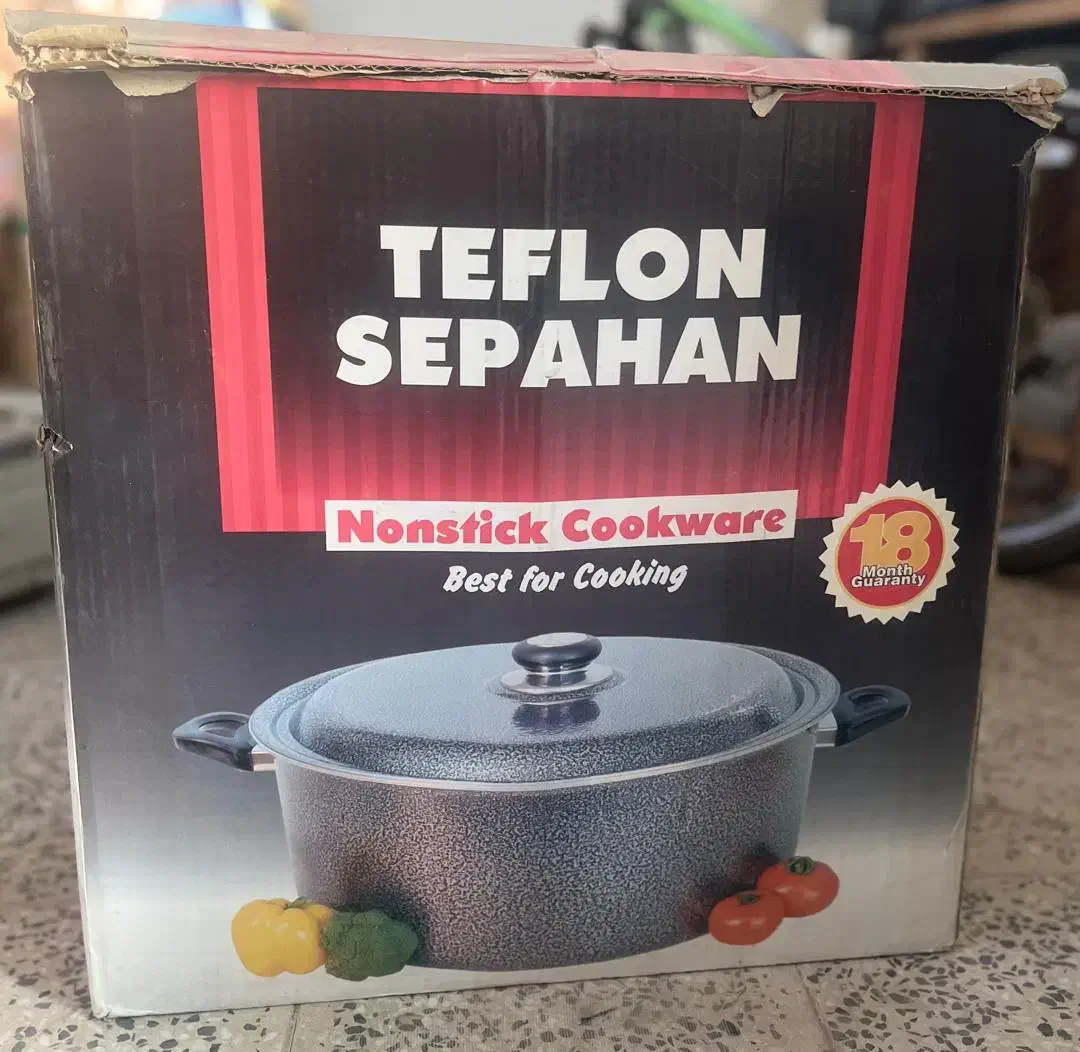 TEFLON
SEPAHAN
Nonstick Cookware
Best for Cooking
18
Month
Guaranty